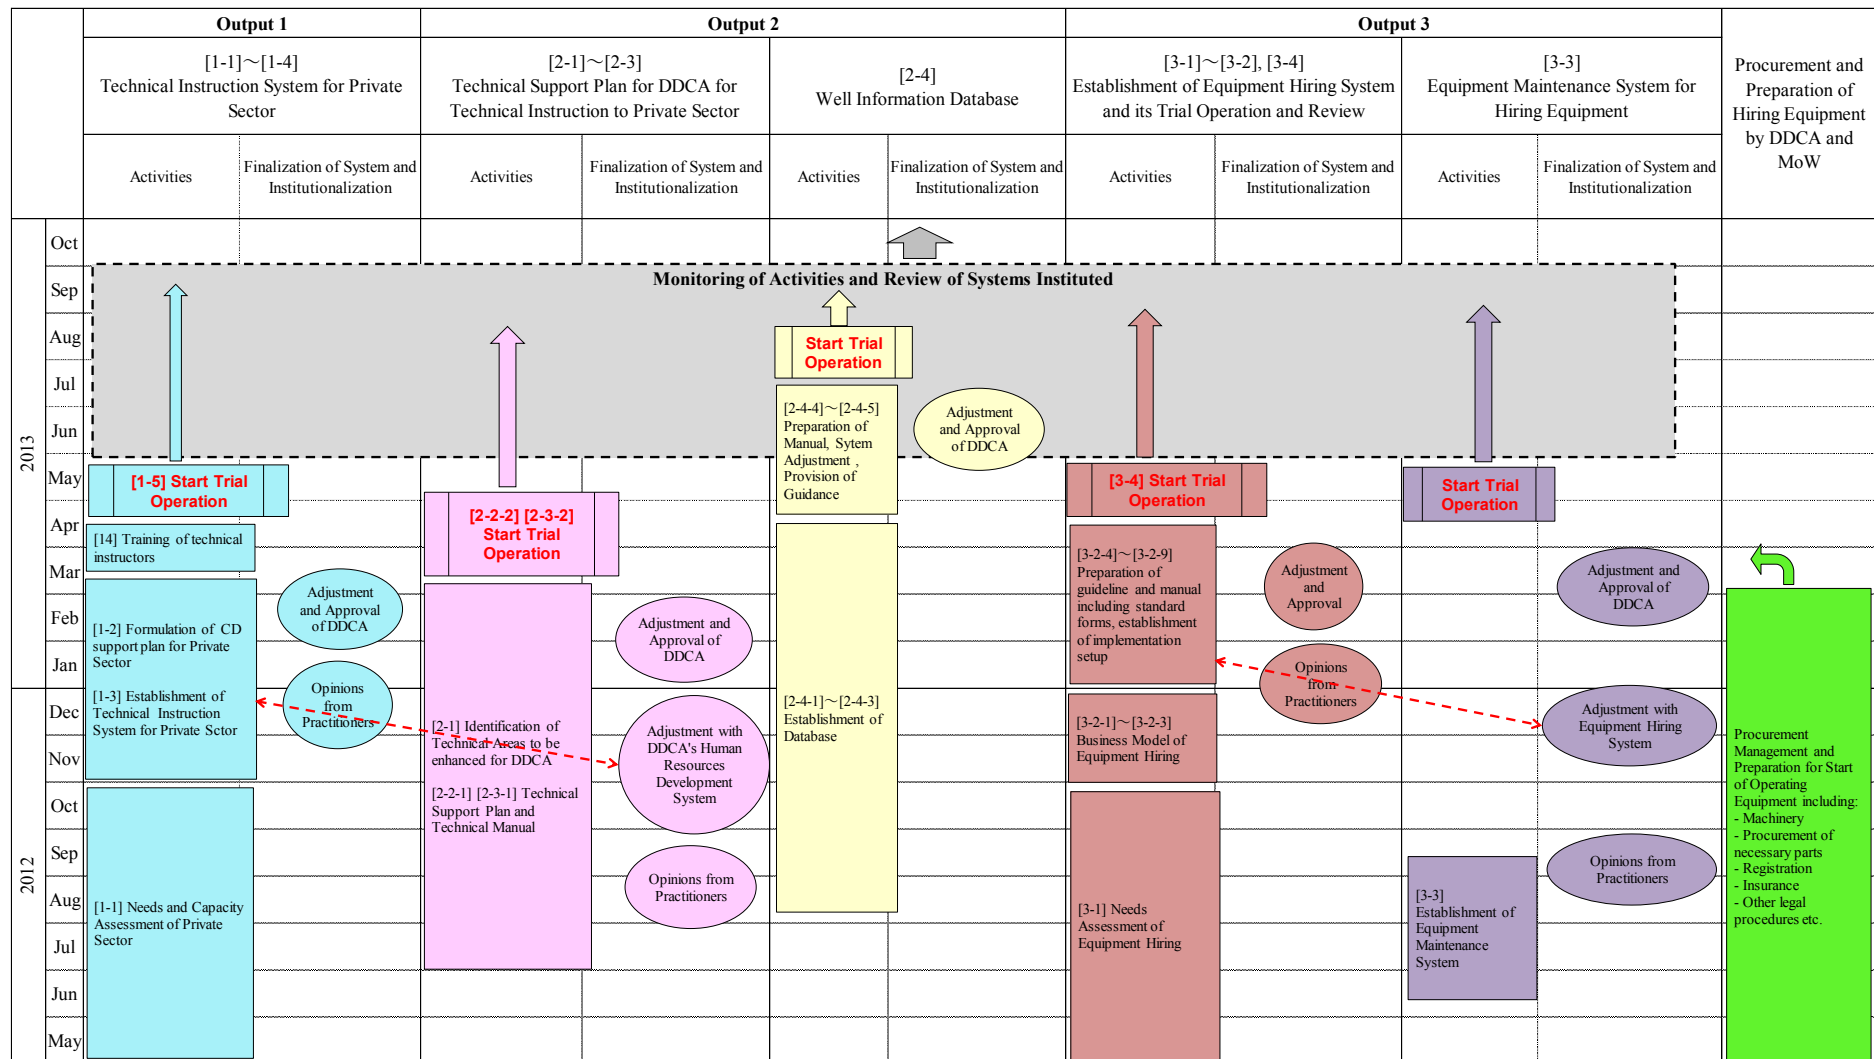 Output 1
Output 2
Output 3
[1-1]～[1-4]
Technical Instruction System for Private
Sector
[2-1]～[2-3]
Technical Support Plan for DDCA for
Technical Instruction to Private Sector
[2-4]
Well Information Database
[3-1]～[3-2], [3-4]
Establishment of Equipment Hiring System
and its Trial Operation and Review
[3-3]
Equipment Maintenance System for
Hiring Equipment
Procurement and
Preparation of
Hiring Equipment
by DDCA and
MoW
Activities
Finalization of System and
Institutionalization
Activities
Finalization of System and
Institutionalization
Activities
Finalization of System and
Institutionalization
Activities
Finalization of System and
Institutionalization
Activities
Finalization of System and
Institutionalization
2013
Oct
Sep
Aug
Jul
Jun
May
Apr
Mar
Feb
Jan
2012
Dec
Nov
Oct
Sep
Aug
Jul
Jun
May
Monitoring of Activities and Review of Systems Instituted
[1-5] Start Trial
Operation
[14] Training of technical
instructors
[1-2] Formulation of CD
support plan for Private
Sector
[1-3] Establishment of
Technical Instruction
System for Private Sctor
[1-1] Needs and Capacity
Assessment of Private
Sector
Adjustment
and Approval
of DDCA
Opinions
from
Practitioners
[2-2-2] [2-3-2]
Start Trial
Operation
[2-1] Identification of
Technical Areas to be
enhanced for DDCA
[2-2-1] [2-3-1] Technical
Support Plan and
Technical Manual
Adjustment and
Approval of
DDCA
Adjustment with
DDCA's Human
Resources
Development
System
Opinions from
Practitioners
Start Trial
Operation
[2-4-4]～[2-4-5]
Preparation of
Manual, Sytem
Adjustment ,
Provision of
Guidance
[2-4-1]～[2-4-3]
Establishment of
Database
Adjustment
and Approval
of DDCA
[3-4] Start Trial
Operation
[3-2-4]～[3-2-9]
Preparation of
guideline and manual
including standard
forms, establishment
of implementation
setup
[3-2-1]～[3-2-3]
Business Model of
Equipment Hiring
[3-1] Needs
Assessment of
Equipment Hiring
Adjustment
and
Approval
Opinions
from
Practitioners
Start Trial
Operation
[3-3]
Establishment of
Equipment
Maintenance
System
Adjustment and
Approval of
DDCA
Adjustment with
Equipment Hiring
System
Opinions from
Practitioners
Procurement
Management and
Preparation for Start
of Operating
Equipment including:
- Machinery
- Procurement of
necessary parts
- Registration
- Insurance
- Other legal
procedures etc.